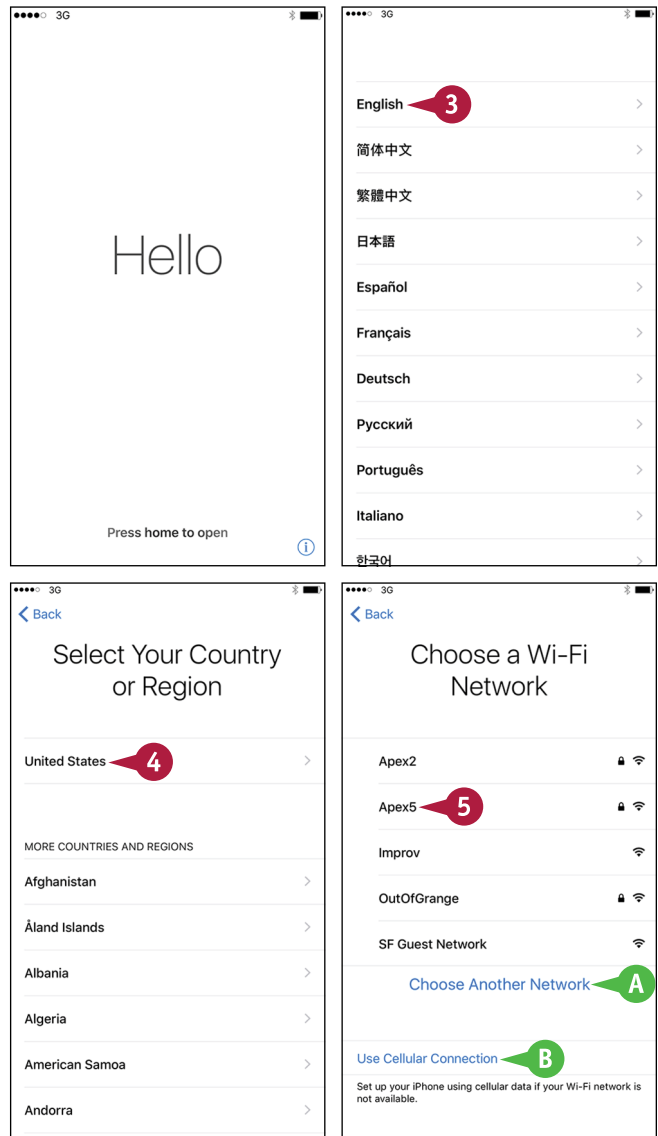 3G
Hello
Press home to open
3G
English
3
简体中文
繁體中文
日本語
Español
Français
Deutsch
Русский
Português
Italiano
한국어
3G
Back
Select Your Country
or Region
United States
4
MORE COUNTRIES AND REGIONS
Afghanistan
Åland Islands
Albania
Algeria
American Samoa
Andorra
3G
Back
Choose a Wi-Fi
Network
Apex2
Apex5
5
Improv
OutOfGrange
SF Guest Network
Choose Another Network
A
Use Cellular Connection
B
Set up your iPhone using cellular data if your Wi-Fi network is
not available.